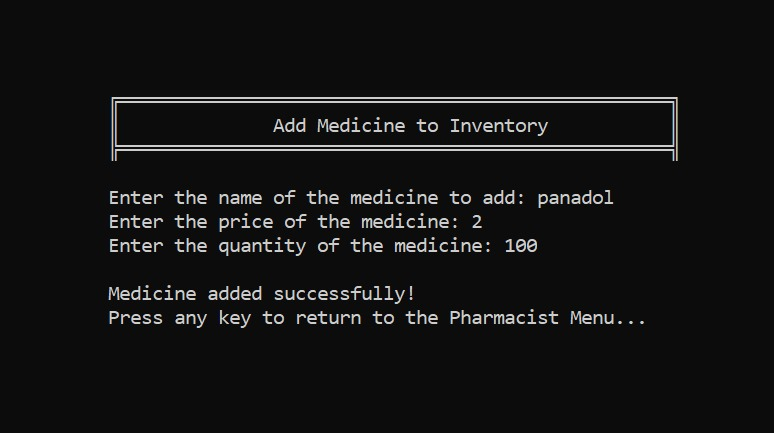 Add Medicine to Inventory
Enter the name of the medicine to add: panadol
Enter the price of the medicine: 2
Enter the quantity of the medicine: 100
Medicine added successfully!
Press any key to return to the Pharmacist Menu...